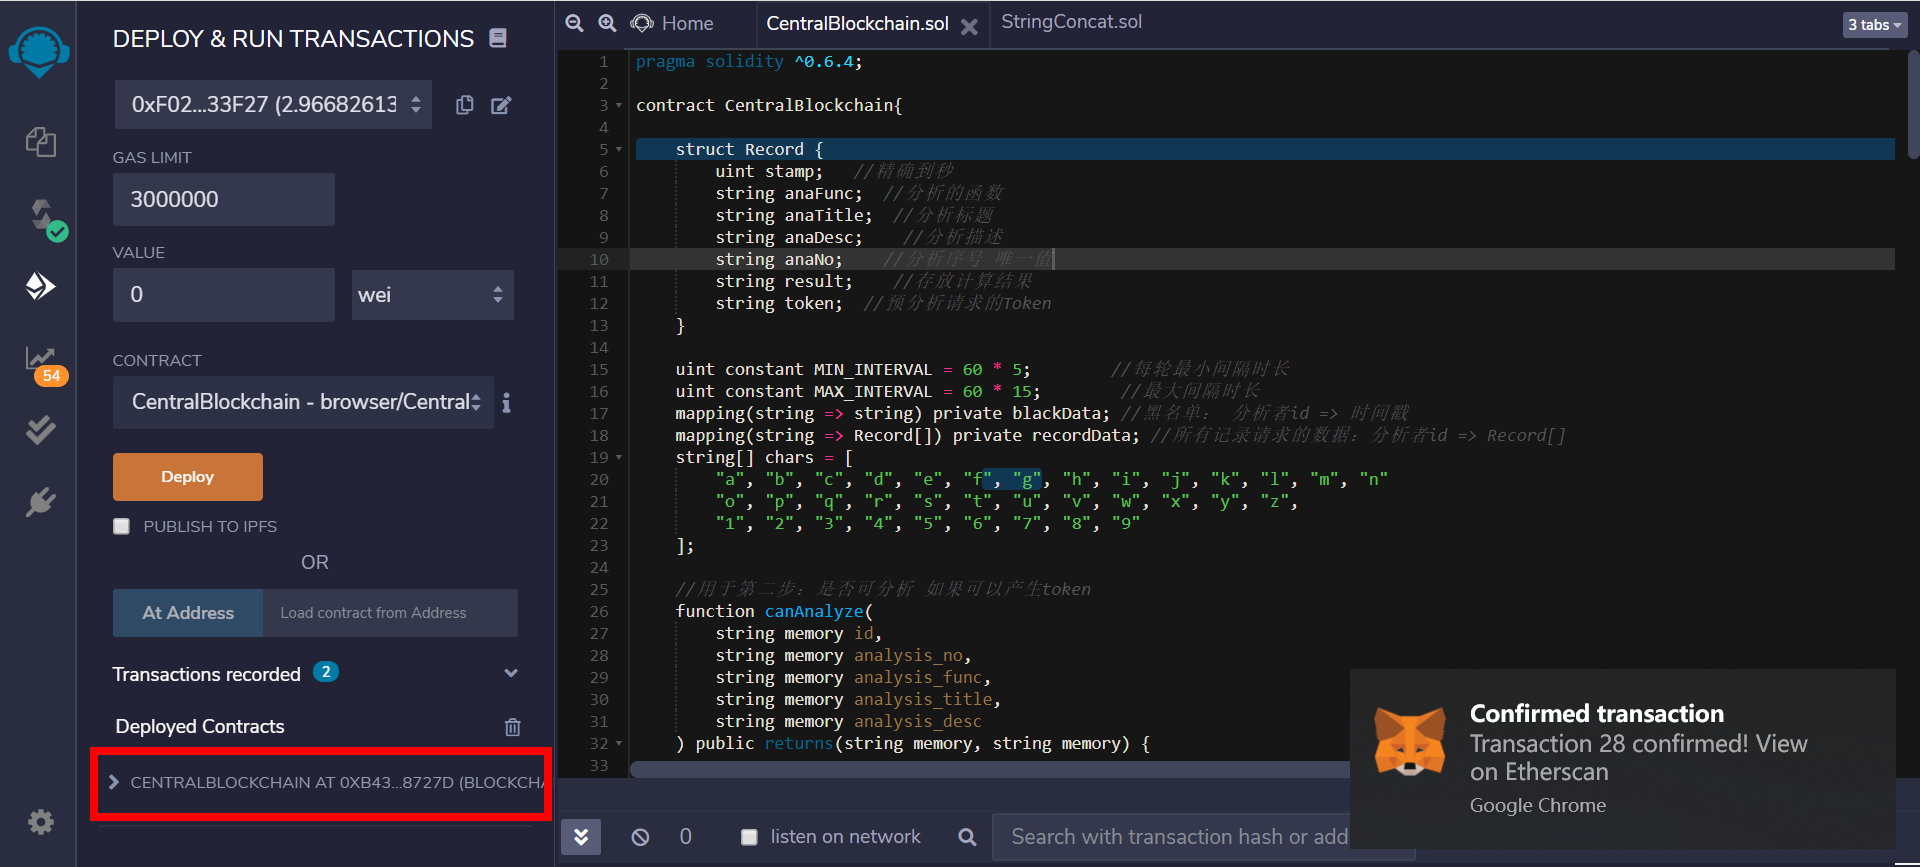 DEPLOY & RUN TRANSACTIONS
0xF02...33F27 (2.96682613
GAS LIMIT
3000000
VALUE
0
wei
54
CONTRACT
CentralBlockchain - browser/Central
Deploy
PUBLISH TO IPFS
OR
At Address
Load contract from Address
Transactions recorded 2
Deployed Contracts
CENTRALBLOCKCHAIN AT 0XB43...8727D (BLOCKCHA
Home
CentralBlockchain.sol
StringConcat.sol
3 tabs
1 pragma solidity ^0.6.4;
2
3 contract CentralBlockchain{
4
5 struct Record {
6 uint stamp; //精确到秒
7 string anaFunc; //分析的函数
8 string anaTitle; //分析标题
9 string anaDesc; //分析描述
10 string anaNo; //分析序号 唯一值
11 string result; //存放计算结果
12 string token; //预分析请求的Token
13 }
14
15 uint constant MIN_INTERVAL = 60 * 5; //每轮最小间隔时长
16 uint constant MAX_INTERVAL = 60 * 15; //最大间隔时长
17 mapping(string => string) private blackData; //黑名单： 分析者id => 时间戳
18 mapping(string => Record[]) private recordData; //所有记录请求的数据：分析者id => Record[]
19 string[] chars = [
20 "a", "b", "c", "d", "e", "f", "g", "h", "i", "j", "k", "l", "m", "n"
21 "o", "p", "q", "r", "s", "t", "u", "v", "w", "x", "y", "z",
22 "1", "2", "3", "4", "5", "6", "7", "8", "9"
23 ];
24
25 //用于第二步：是否可分析 如果可以产生token
26 function canAnalyze(
27 string memory id,
28 string memory analysis_no,
29 string memory analysis_func,
30 string memory analysis_title,
31 string memory analysis_desc
32 ) public returns(string memory, string memory) {
33
0
listen on network
Search with transaction hash or add
Confirmed transaction
Transaction 28 confirmed! View
on Etherscan
Google Chrome